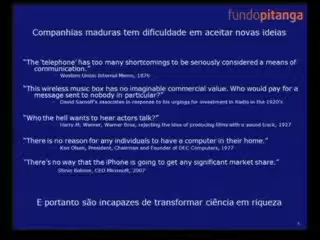 fundopitanga
Companhias maduras tem dificuldade em aceitar novas ideias
"The 'telephone' has too many shortcomings to be seriously considered a means of
communication."
- Western Union Internal Memo, 1876
"This wireless music box has no imaginable commercial value. Who would pay for a
message sent to nobody in particular?"
- David Sarnoff's associates in response to his urgings for investment in Radio in the 1920's
"Who the hell wants to hear actors talk?"
- Harry M. Warner, Warner Bros, rejecting the idea of producing films with a sound track, 1927
"There is no reason for any individuals to have a computer in their home."
- Ken Olsen, President, Chairman and Founder of DEC Computers, 1977
"There's no way that the iPhone is going to get any significant market share."
Steve Balmer, CEO Microsoft, 2007
E portanto são incapazes de transformar ciência em riqueza